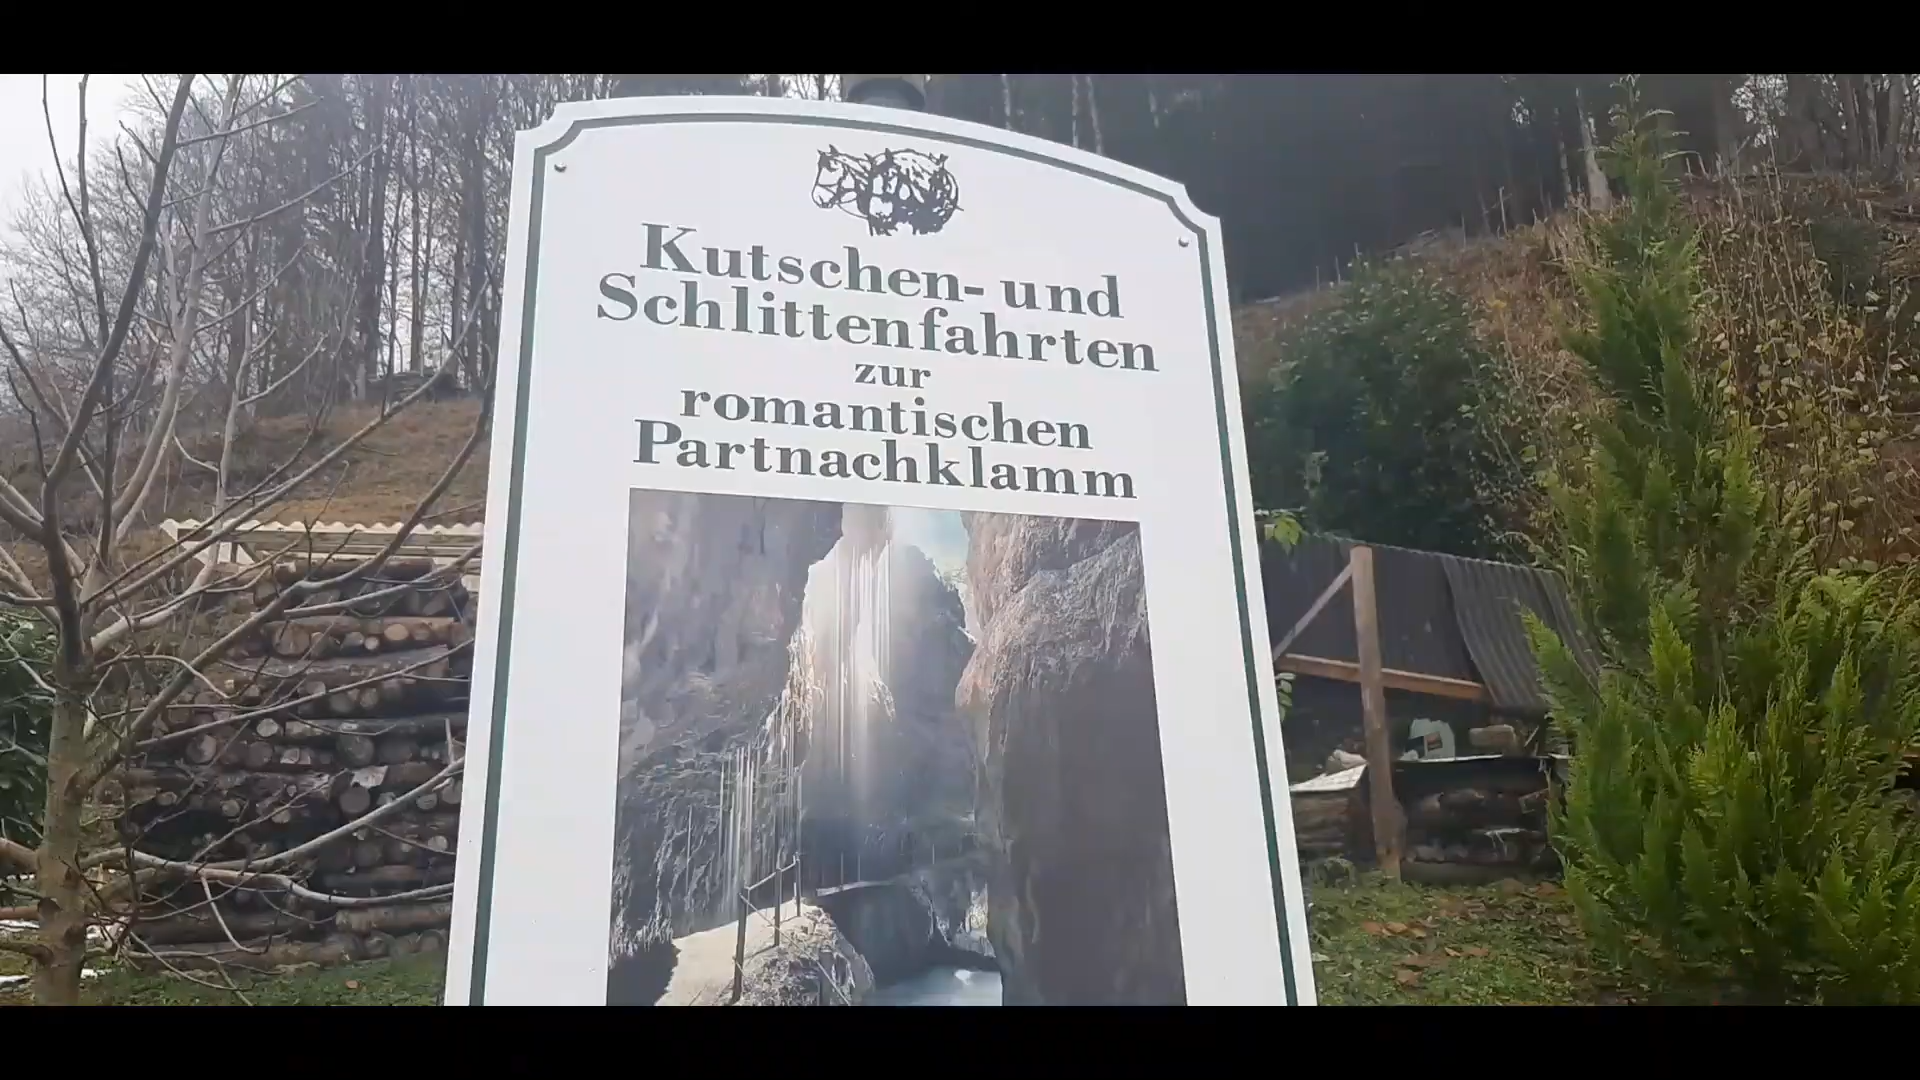 Kutschen- und
Schlittenfahrten
zur
romantischen
Partnachklamm